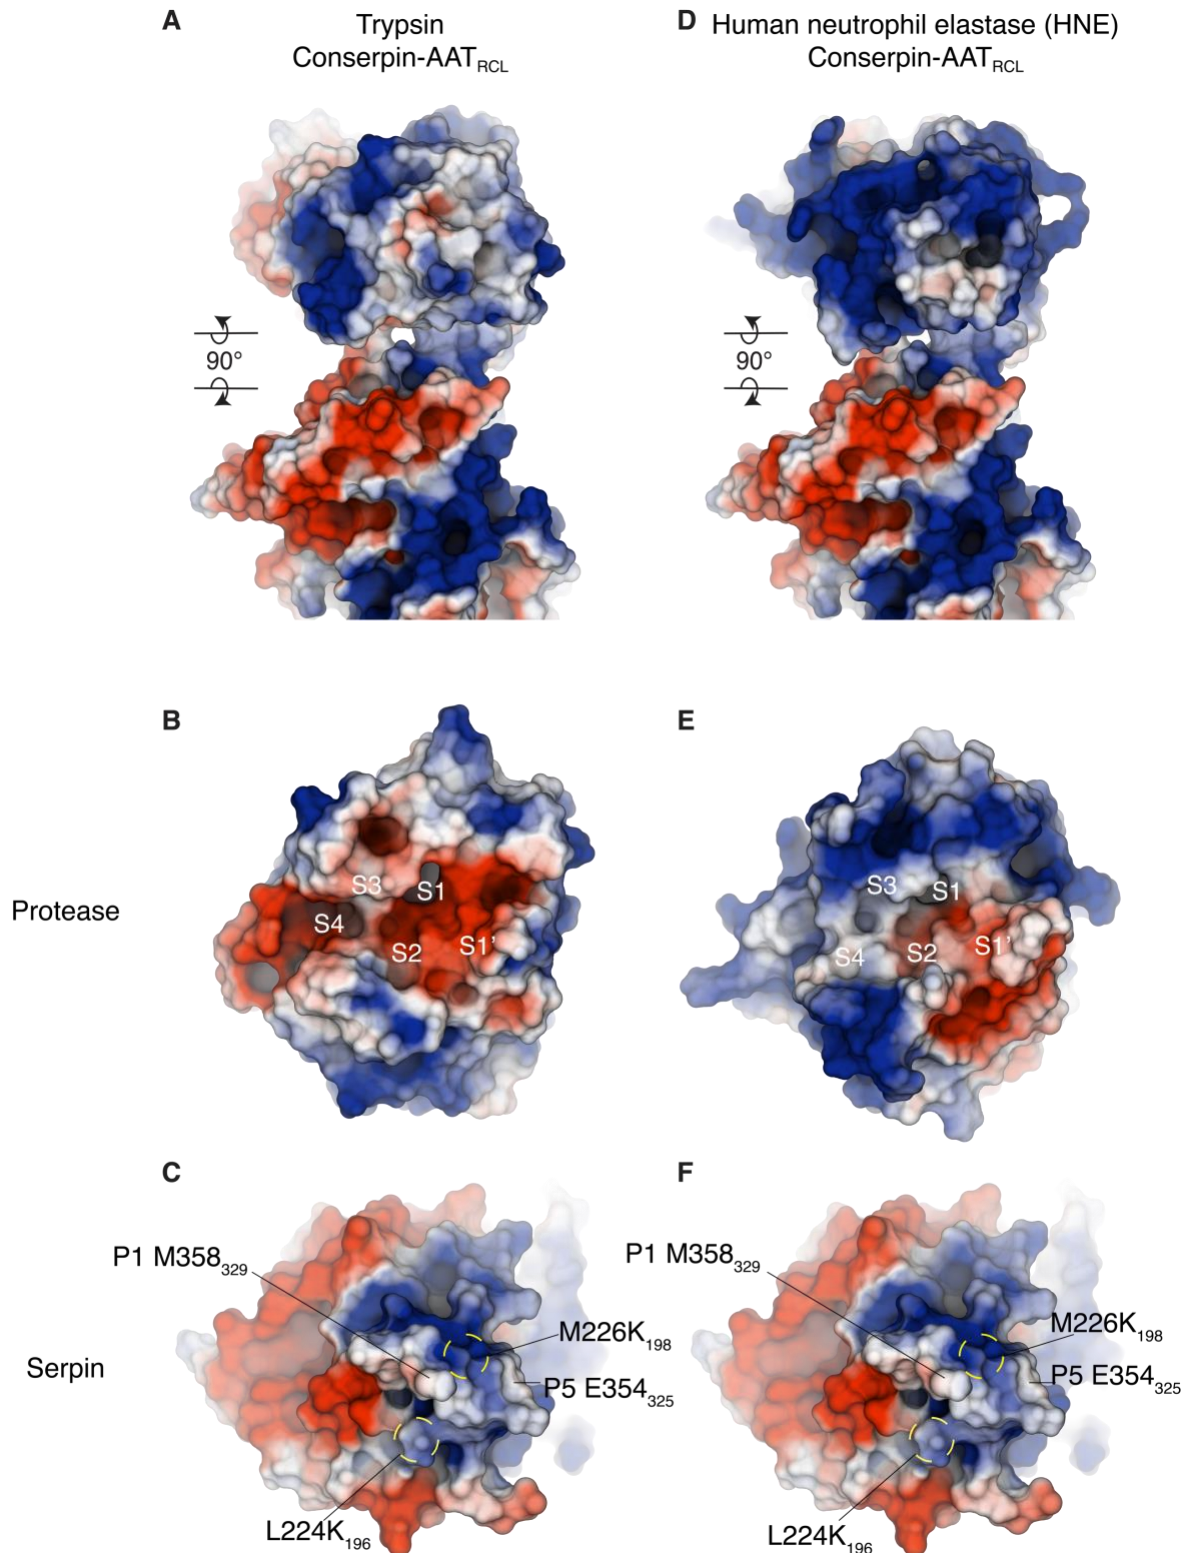 A
Trypsin
Conserpin-AAT_RCL
D
Human neutrophil elastase (HNE)
Conserpin-AAT_RCL
90°
90°
B
E
Protease
S3
S1
S4
S2
S1'
S3
S1
S4
S2
S1'
C
F
P1 M358_329
P1 M358_329
M226K_198
M226K_198
Serpin
P5 E354_325
P5 E354_325
L224K_196
L224K_196